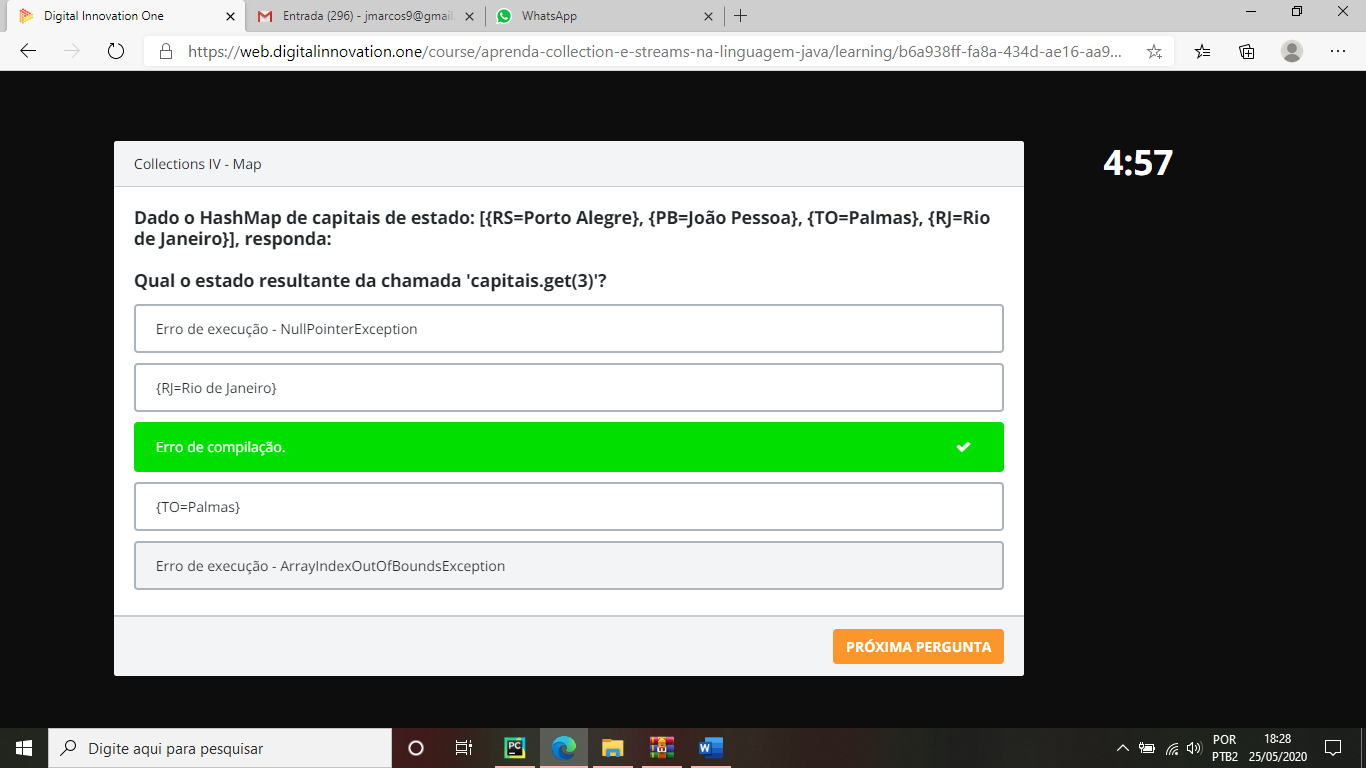 Digital Innovation One
Entrada (296) - jmarcos9@gmail.
WhatsApp
https://web.digitalinnovation.one/course/aprenda-collection-e-streams-na-linguagem-java/learning/b6a938ff-fa8a-434d-ae16-aa9...
Collections IV - Map
4:57
Dado o HashMap de capitais de estado: [{RS=Porto Alegre}, {PB=João Pessoa}, {TO=Palmas}, {RJ=Rio
de Janeiro}], responda:
Qual o estado resultante da chamada 'capitais.get(3)'?
Erro de execução - NullPointerException
{RJ=Rio de Janeiro}
Erro de compilação.
{TO=Palmas}
Erro de execução - ArrayIndexOutOfBoundsException
PRÓXIMA PERGUNTA
Digite aqui para pesquisar
PC
W
POR
PTB2
18:28
25/05/2020